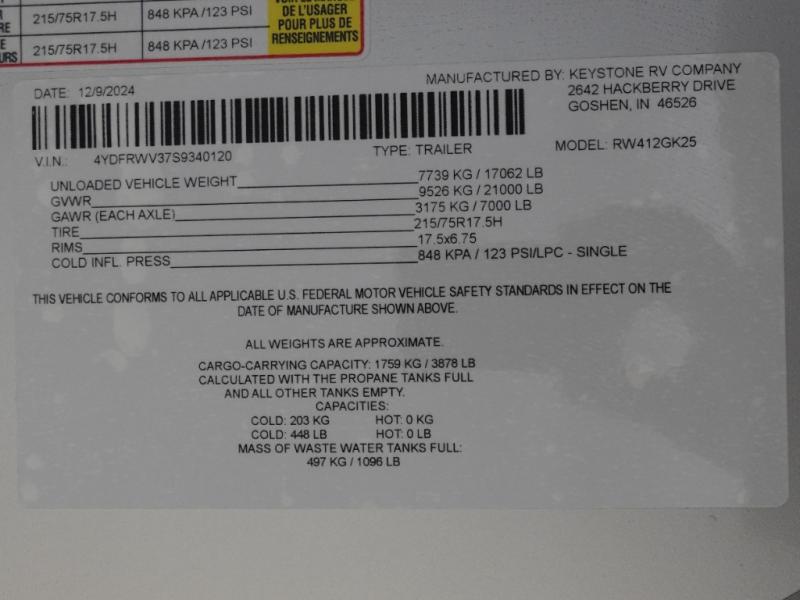 RE 215/75R17.5H 848 KPA /123 PSI
E
URS 215/75R17.5H 848 KPA /123 PSI
DE L'USAGER
POUR PLUS DE
RENSEIGNEMENTS
DATE: 12/9/2024
MANUFACTURED BY: KEYSTONE RV COMPANY
2642 HACKBERRY DRIVE
GOSHEN, IN 46526
V.I.N.: 4YDFRWV37S9340120 TYPE: TRAILER MODEL: RW412GK25
UNLOADED VEHICLE WEIGHT 7739 KG / 17062 LB
GVWR 9526 KG / 21000 LB
GAWR (EACH AXLE) 3175 KG / 7000 LB
TIRE 215/75R17.5H
RIMS 17.5x6.75
COLD INFL. PRESS 848 KPA / 123 PSI/LPC - SINGLE
THIS VEHICLE CONFORMS TO ALL APPLICABLE U.S. FEDERAL MOTOR VEHICLE SAFETY STANDARDS IN EFFECT ON THE
DATE OF MANUFACTURE SHOWN ABOVE.
ALL WEIGHTS ARE APPROXIMATE.
CARGO-CARRYING CAPACITY: 1759 KG / 3878 LB
CALCULATED WITH THE PROPANE TANKS FULL
AND ALL OTHER TANKS EMPTY.
CAPACITIES:
COLD: 203 KG HOT: 0 KG
COLD: 448 LB HOT: 0 LB
MASS OF WASTE WATER TANKS FULL:
497 KG / 1096 LB